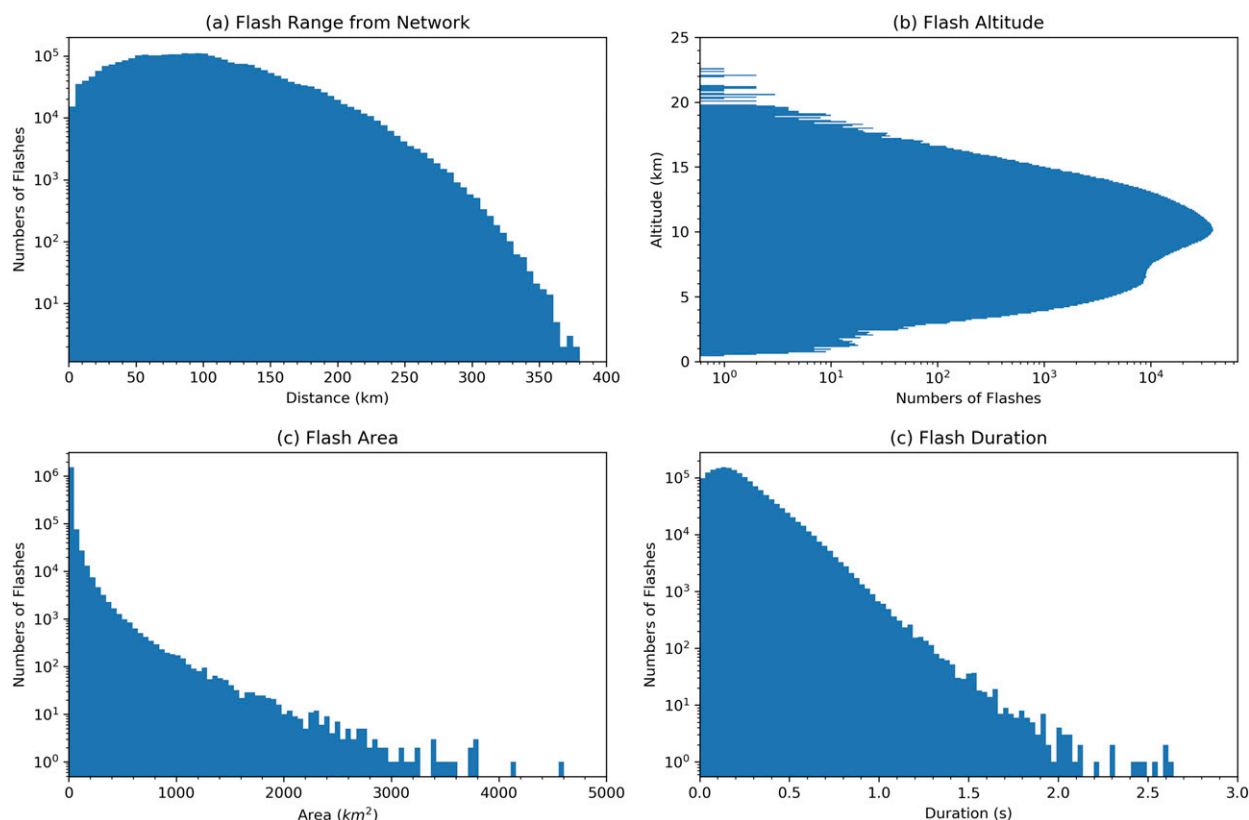 (a) Flash Range from Network
Numbers of Flashes
10^5
10^4
10^3
10^2
10^1
0 50 100 150 200 250 300 350 400
Distance (km)
(b) Flash Altitude
Altitude (km)
25
20
15
10
5
0
10^0 10^1 10^2 10^3 10^4
Numbers of Flashes
(c) Flash Area
Numbers of Flashes
10^6
10^5
10^4
10^3
10^2
10^1
10^0
0 1000 2000 3000 4000 5000
Area (km^2)
(c) Flash Duration
Numbers of Flashes
10^5
10^4
10^3
10^2
10^1
10^0
0.0 0.5 1.0 1.5 2.0 2.5 3.0
Duration (s)